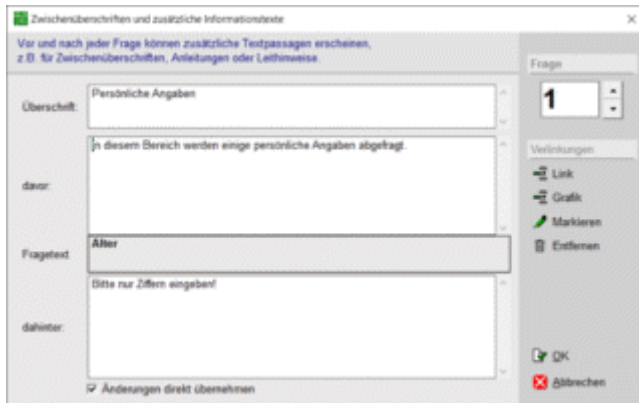 Zwischenüberschriften und zusätzliche Informationstexte
Vor und nach jeder Frage können zusätzliche Textpassagen erscheinen,
z.B. für Zwischenüberschriften, Anleitungen oder Leithinweise.
Überschrift:
Persönliche Angaben
davor:
In diesem Bereich werden einige persönliche Angaben abgefragt.
Fragetext
Alter
dahinter:
Bitte nur Ziffern eingeben!
Änderungen direkt übernehmen
Frage
1
Verlinkungen
Link
Grafik
Markieren
Entfernen
OK
Abbrechen